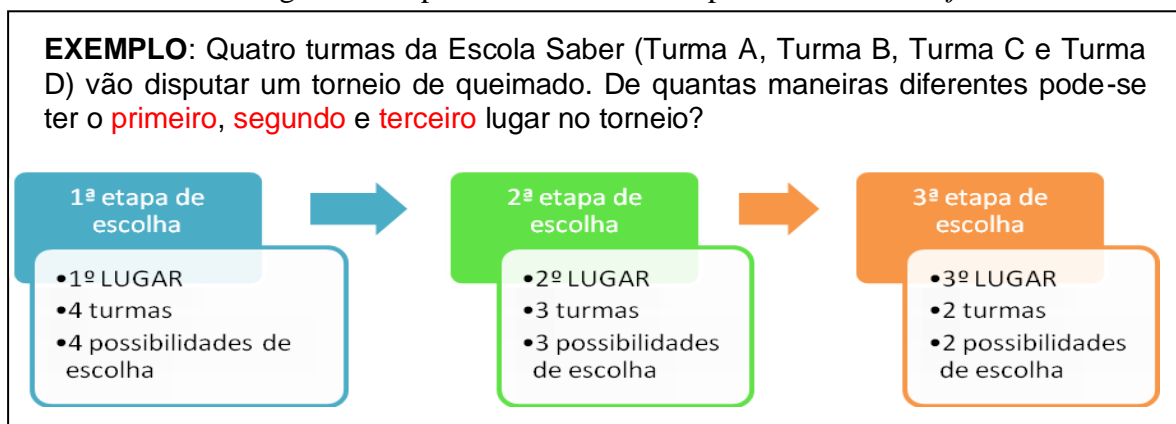 EXEMPLO: Quatro turmas da Escola Saber (Turma A, Turma B, Turma C e Turma
D) vão disputar um torneio de queimado. De quantas maneiras diferentes pode-se
ter o primeiro, segundo e terceiro lugar no torneio?
1ª etapa de
escolha
•1º LUGAR
•4 turmas
•4 possibilidades de
escolha
2ª etapa de
escolha
•2º LUGAR
•3 turmas
•3 possibilidades
de escolha
3ª etapa de
escolha
•3º LUGAR
•2 turmas
•2 possibilidades
de escolha